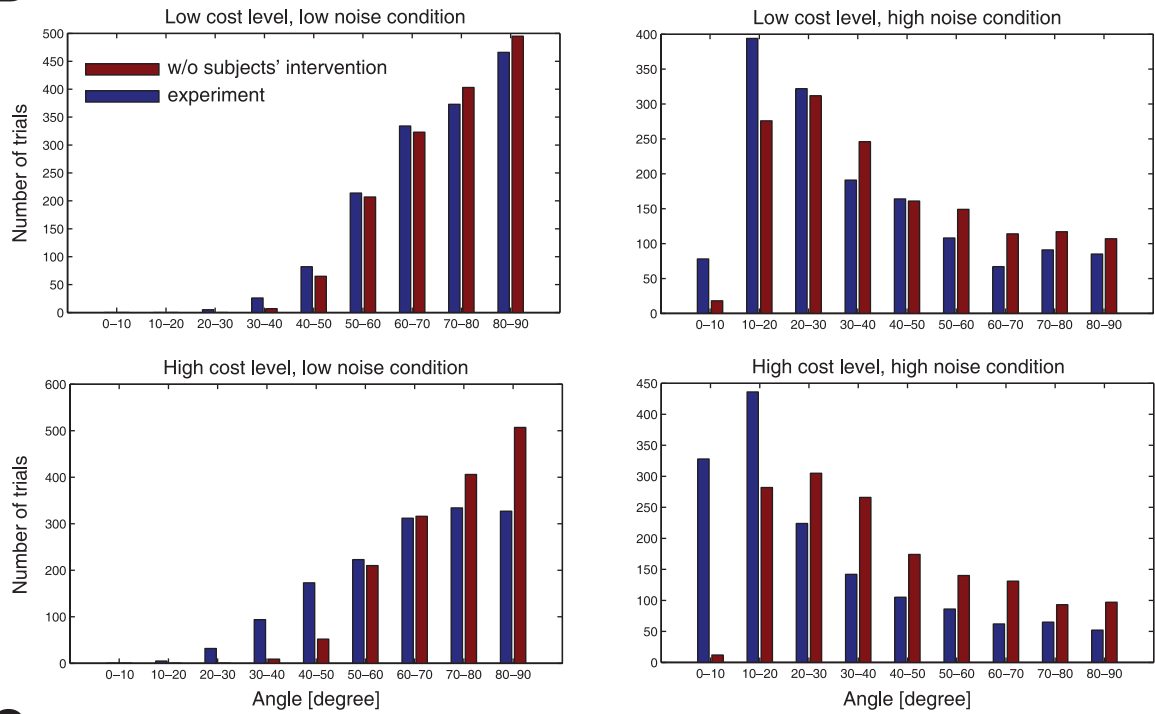 Low cost level, low noise condition
500
450
400
350
300
250
200
150
100
50
0
Number of trials
w/o subjects' intervention
experiment
0–10 10–20 20–30 30–40 40–50 50–60 60–70 70–80 80–90
Low cost level, high noise condition
400
350
300
250
200
150
100
50
0
0–10 10–20 20–30 30–40 40–50 50–60 60–70 70–80 80–90
High cost level, low noise condition
600
500
400
300
200
100
0
Number of trials
0–10 10–20 20–30 30–40 40–50 50–60 60–70 70–80 80–90
Angle [degree]
High cost level, high noise condition
450
400
350
300
250
200
150
100
50
0
0–10 10–20 20–30 30–40 40–50 50–60 60–70 70–80 80–90
Angle [degree]